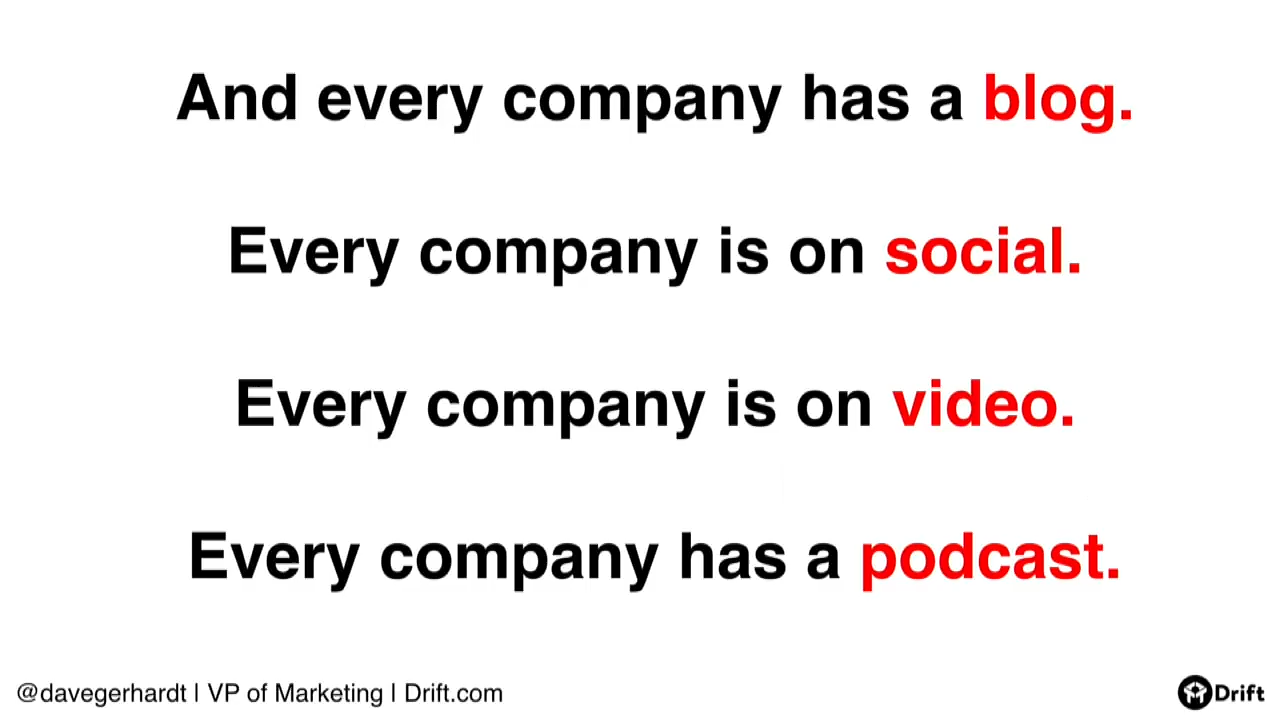 And every company has a blog.
Every company is on social.
Every company is on video.
Every company has a podcast.
@davegerhardt | VP of Marketing | Drift.com
Drift